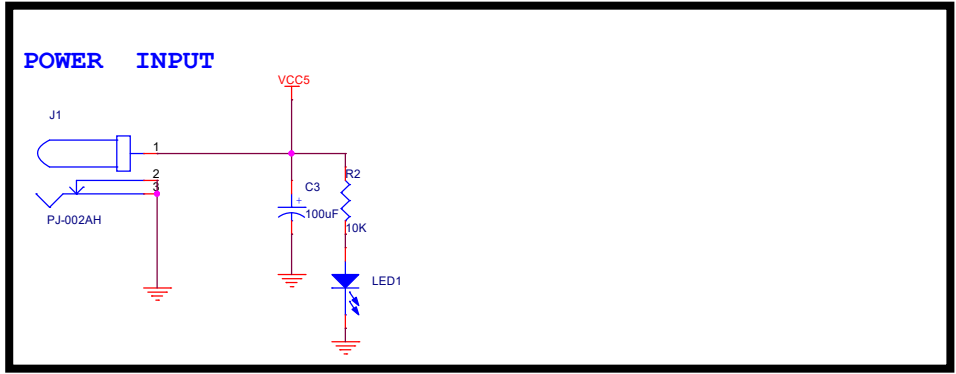 POWER INPUT
VCC5
J1
1
2
3
PJ-002AH
C3
+
100uF
R2
10K
LED1